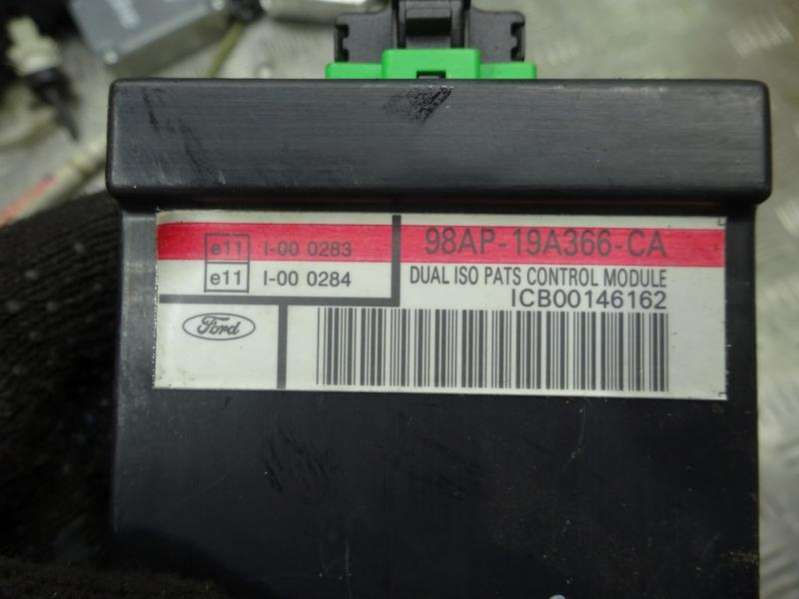 e11 I-00 0283
e11 I-00 0284
98AP-19A366-CA
DUAL ISO PATS CONTROL MODULE
ICB00146162
Ford